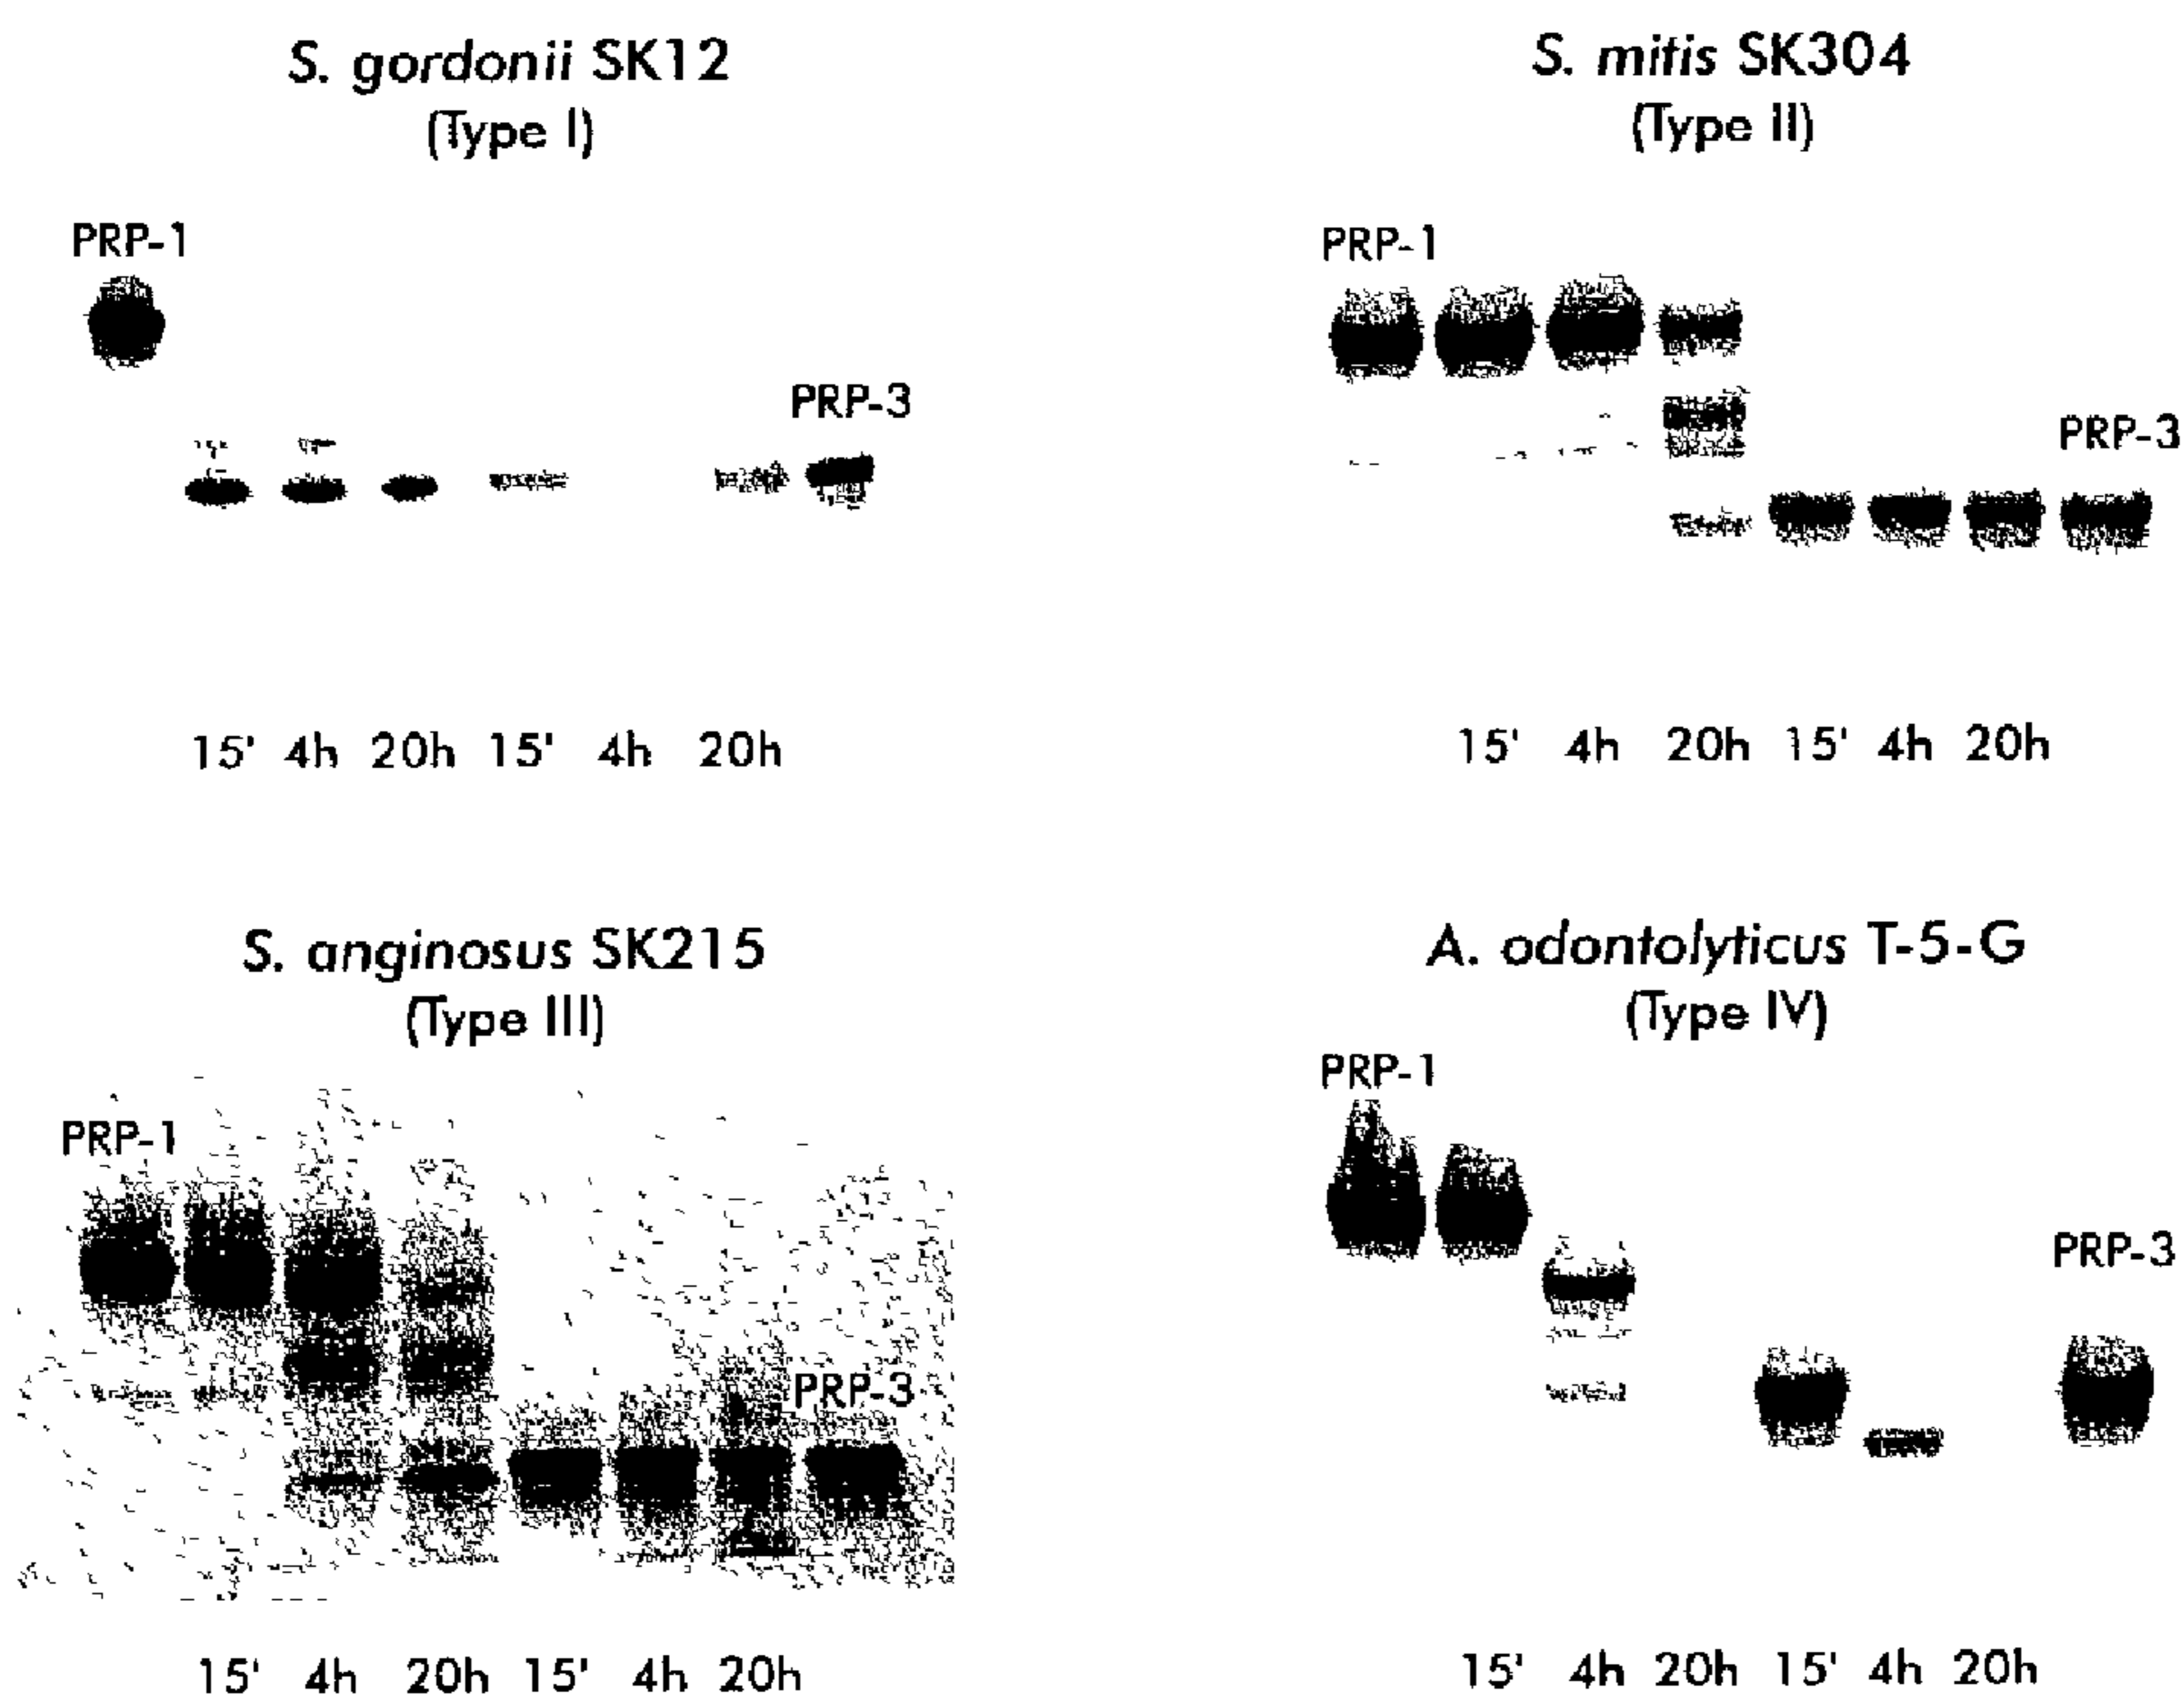 S. gordonii SK12
(Type I)
PRP-1
PRP-3
15' 4h 20h 15' 4h 20h
S. mitis SK304
(Type II)
PRP-1
PRP-3
15' 4h 20h 15' 4h 20h
S. anginosus SK215
(Type III)
PRP-1
PRP-3
15' 4h 20h 15' 4h 20h
A. odontolyticus T-5-G
(Type IV)
PRP-1
PRP-3
15' 4h 20h 15' 4h 20h